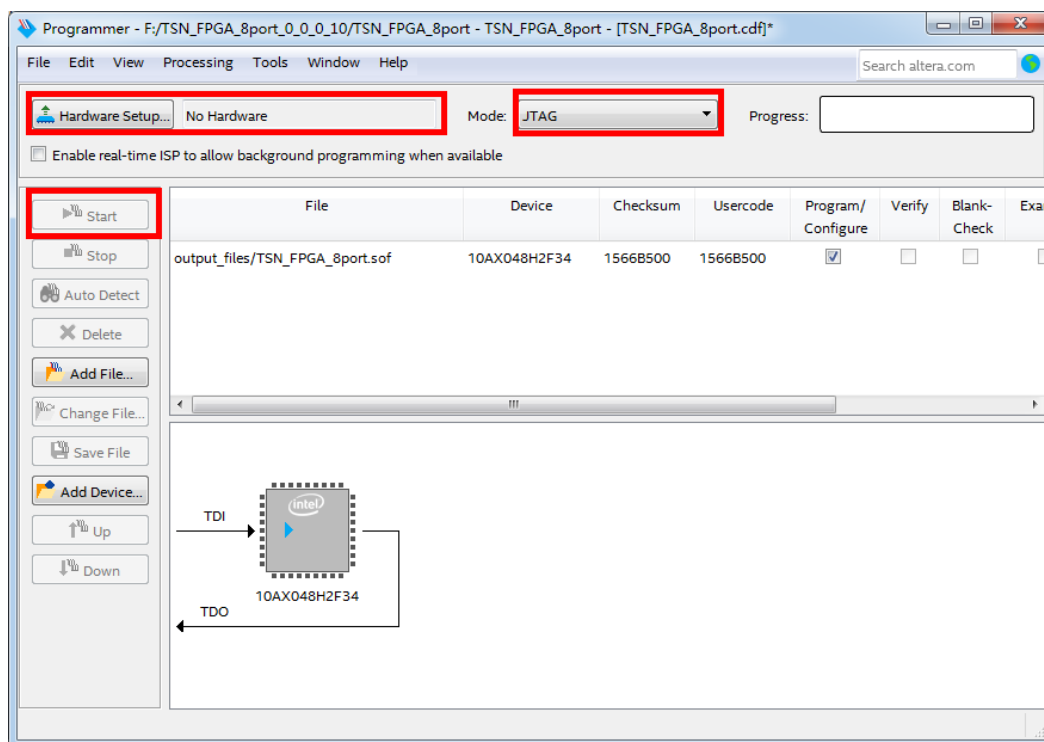 Programmer - F:/TSN_FPGA_8port_0_0_0_10/TSN_FPGA_8port - TSN_FPGA_8port - [TSN_FPGA_8port.cdf]*
File Edit View Processing Tools Window Help
Search altera.com
Hardware Setup... No Hardware Mode: JTAG Progress:
Enable real-time ISP to allow background programming when available
Start
Stop
Auto Detect
Delete
Add File...
Change File...
Save File
Add Device...
Up
Down
File Device Checksum Usercode Program/ Configure Verify Blank- Check Exa
output_files/TSN_FPGA_8port.sof 10AX048H2F34 1566B500 1566B500
intel
TDI
10AX048H2F34
TDO